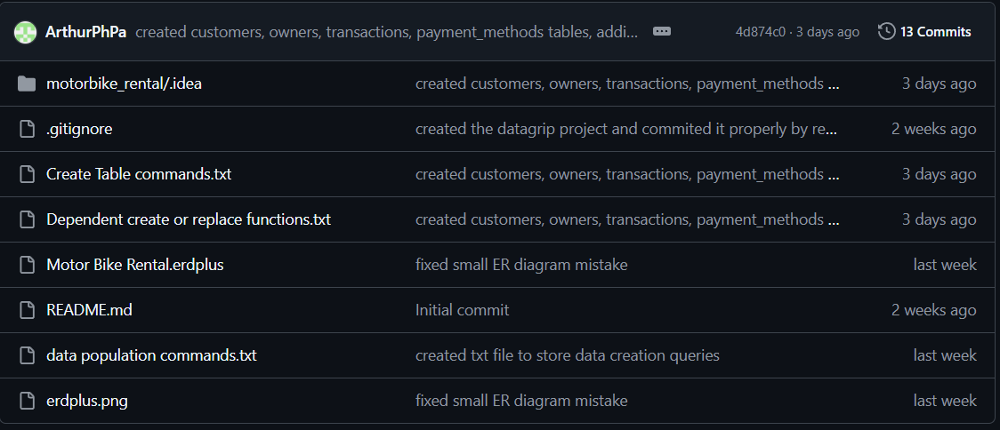 ArthurPhPa created customers, owners, transactions, payment_methods tables, addi... 4d874c0 · 3 days ago 13 Commits
motorbike_rental/.idea created customers, owners, transactions, payment_methods ... 3 days ago
.gitignore created the datagrip project and commited it properly by re... 2 weeks ago
Create Table commands.txt created customers, owners, transactions, payment_methods ... 3 days ago
Dependent create or replace functions.txt created customers, owners, transactions, payment_methods ... 3 days ago
Motor Bike Rental.erdplus fixed small ER diagram mistake last week
README.md Initial commit 2 weeks ago
data population commands.txt created txt file to store data creation queries last week
erdplus.png fixed small ER diagram mistake last week